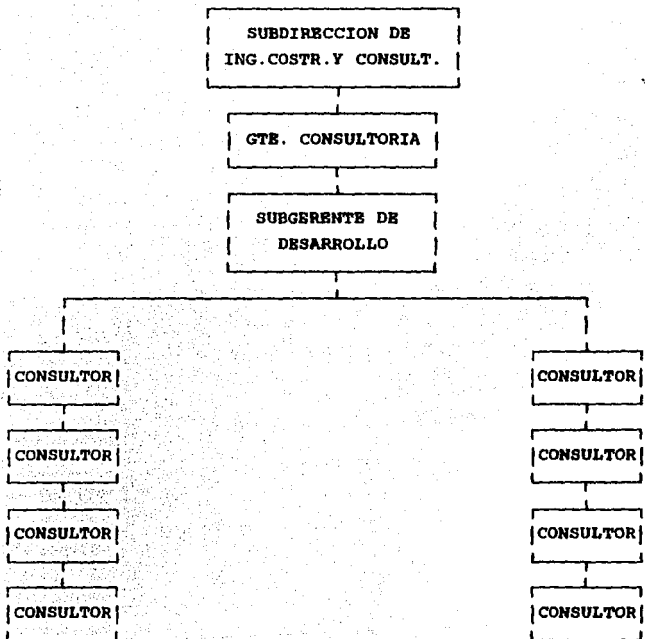 SUBDIRECCION DE
ING.COSTR.Y CONSULT.
GTE. CONSULTORIA
SUBGERENTE DE
DESARROLLO
CONSULTOR CONSULTOR
CONSULTOR CONSULTOR
CONSULTOR CONSULTOR
CONSULTOR CONSULTOR